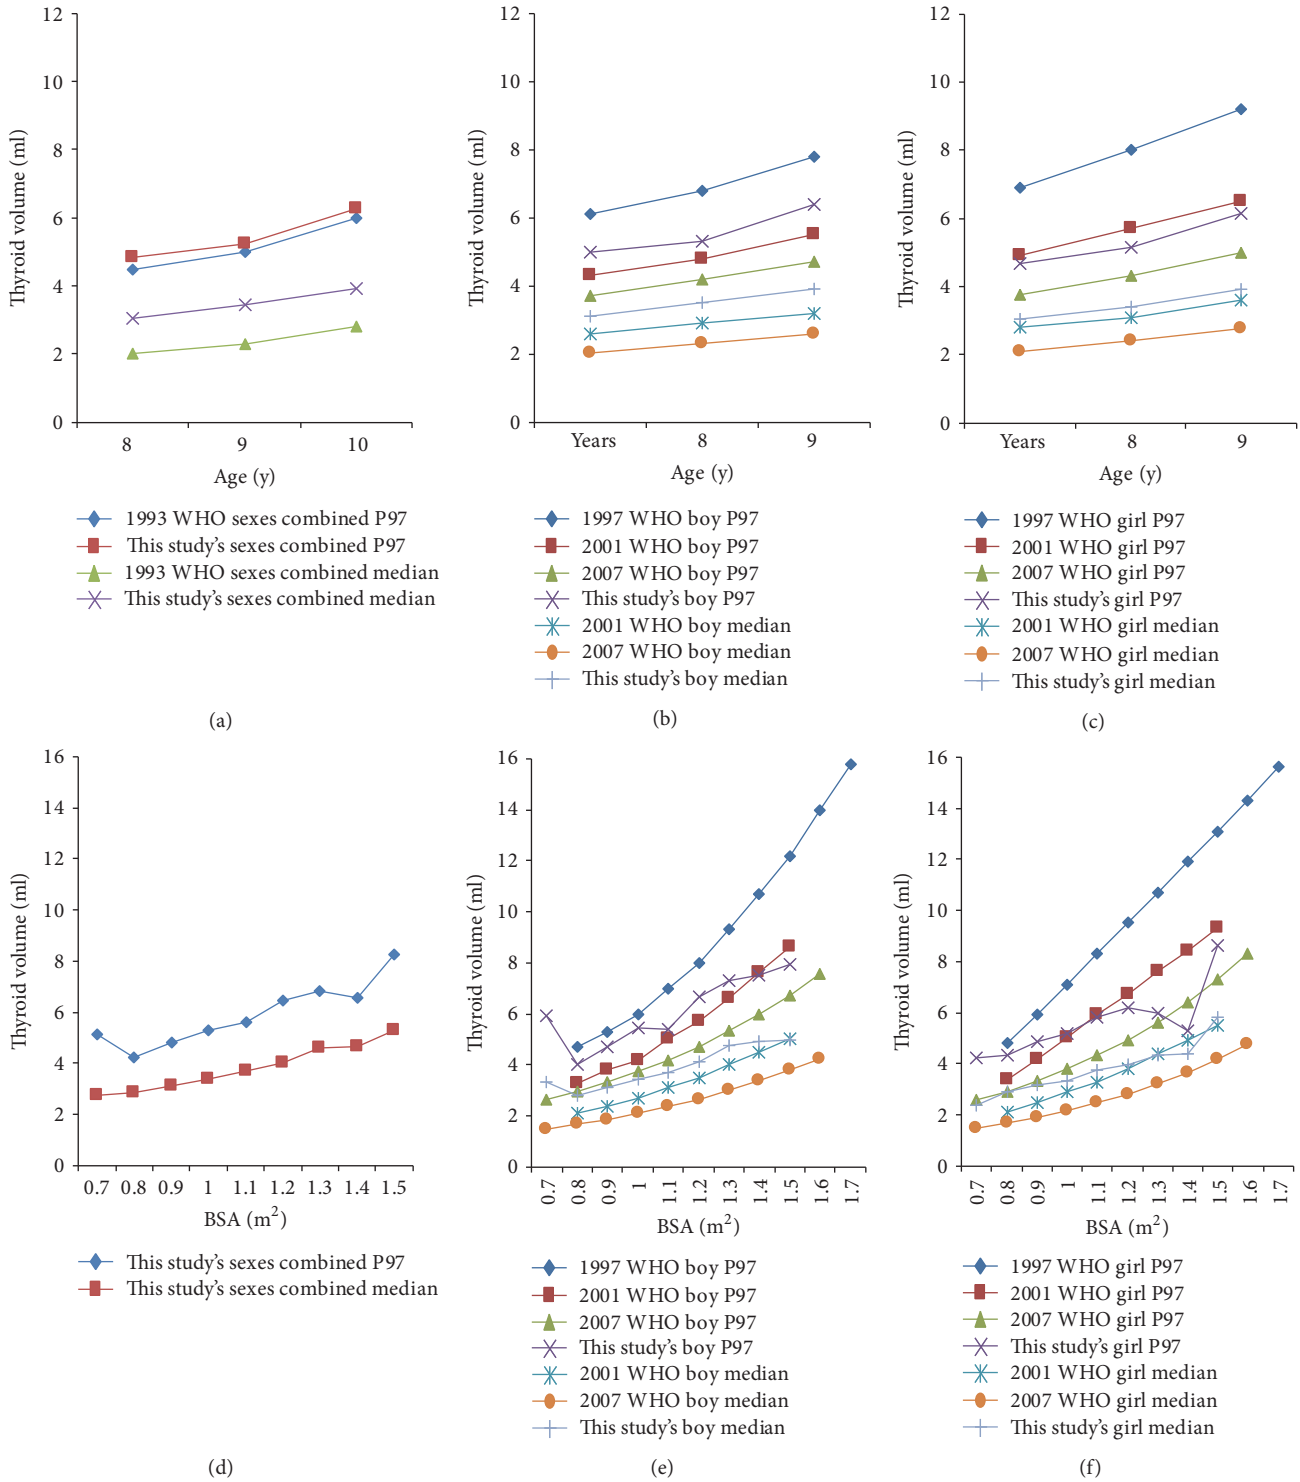 12
10
8
6
4
2
0
Thyroid volume (ml)
8 9 10
Age (y)
1993 WHO sexes combined P97
This study's sexes combined P97
1993 WHO sexes combined median
This study's sexes combined median
(a)
12
10
8
6
4
2
0
Thyroid volume (ml)
Years 8 9
Age (y)
1997 WHO boy P97
2001 WHO boy P97
2007 WHO boy P97
This study's boy P97
2001 WHO boy median
2007 WHO boy median
This study's boy median
(b)
12
10
8
6
4
2
0
Thyroid volume (ml)
Years 8 9
Age (y)
1997 WHO girl P97
2001 WHO girl P97
2007 WHO girl P97
This study's girl P97
2001 WHO girl median
2007 WHO girl median
This study's girl median
(c)
16
14
12
10
8
6
4
2
0
Thyroid volume (ml)
0.7 0.8 0.9 1 1.1 1.2 1.3 1.4 1.5
BSA (m²)
This study's sexes combined P97
This study's sexes combined median
(d)
16
14
12
10
8
6
4
2
0
Thyroid volume (ml)
0.7 0.8 0.9 1 1.1 1.2 1.3 1.4 1.5 1.6 1.7
BSA (m²)
1997 WHO boy P97
2001 WHO boy P97
2007 WHO boy P97
This study's boy P97
2001 WHO boy median
2007 WHO boy median
This study's boy median
(e)
16
14
12
10
8
6
4
2
0
Thyroid volume (ml)
0.7 0.8 0.9 1 1.1 1.2 1.3 1.4 1.5 1.6 1.7
BSA (m²)
1997 WHO girl P97
2001 WHO girl P97
2007 WHO girl P97
This study's girl P97
2001 WHO girl median
2007 WHO girl median
This study's girl median
(f)